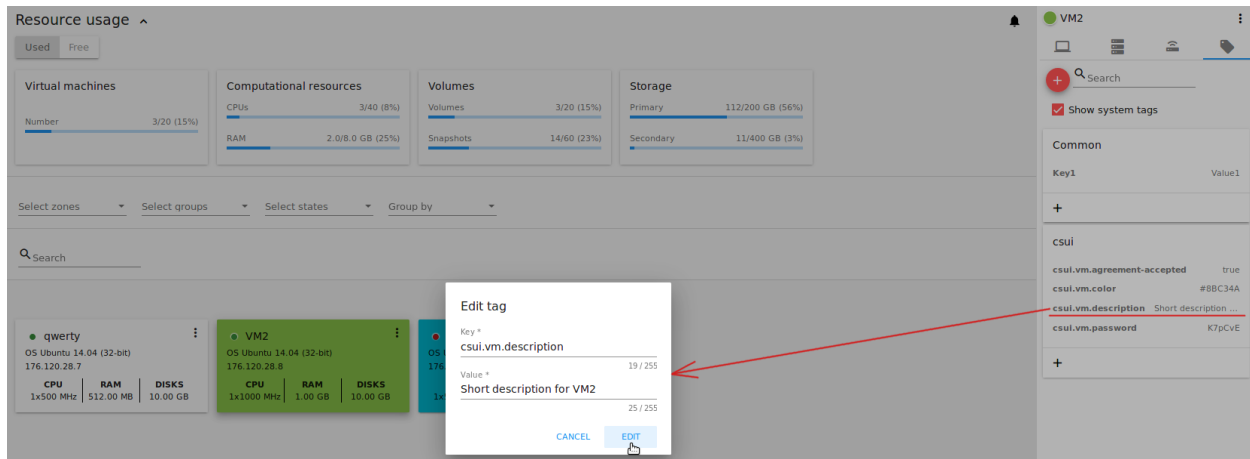 Resource usage
Used Free
Virtual machines
Number 3/20 (15%)
Computational resources
CPUs 3/40 (8%)
RAM 2.0/8.0 GB (25%)
Volumes
Volumes 3/20 (15%)
Snapshots 14/60 (23%)
Storage
Primary 112/200 GB (56%)
Secondary 11/400 GB (3%)
Select zones Select groups Select states Group by
Search
qwerty
OS Ubuntu 14.04 (32-bit)
176.120.28.7
CPU RAM DISKS
1x500 MHz 512.00 MB 10.00 GB
VM2
OS Ubuntu 14.04 (32-bit)
176.120.28.8
CPU RAM DISKS
1x1000 MHz 1.00 GB 10.00 GB
OS
176
Edit tag
Key *
csui.vm.description
19 / 255
Value *
Short description for VM2
25 / 255
CANCEL EDIT
VM2
Search
Show system tags
Common
Key1 Value1
+
csui
csui.vm.agreement-accepted true
csui.vm.color #8BC34A
csui.vm.description Short description ...
csui.vm.password K7pCvE
+